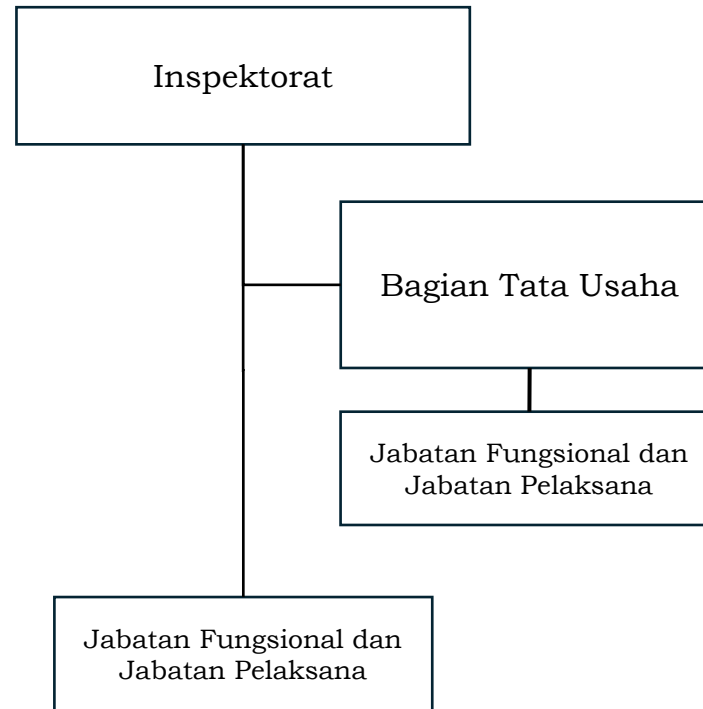 Inspektorat
Bagian Tata Usaha
Jabatan Fungsional dan
Jabatan Pelaksana
Jabatan Fungsional dan
Jabatan Pelaksana